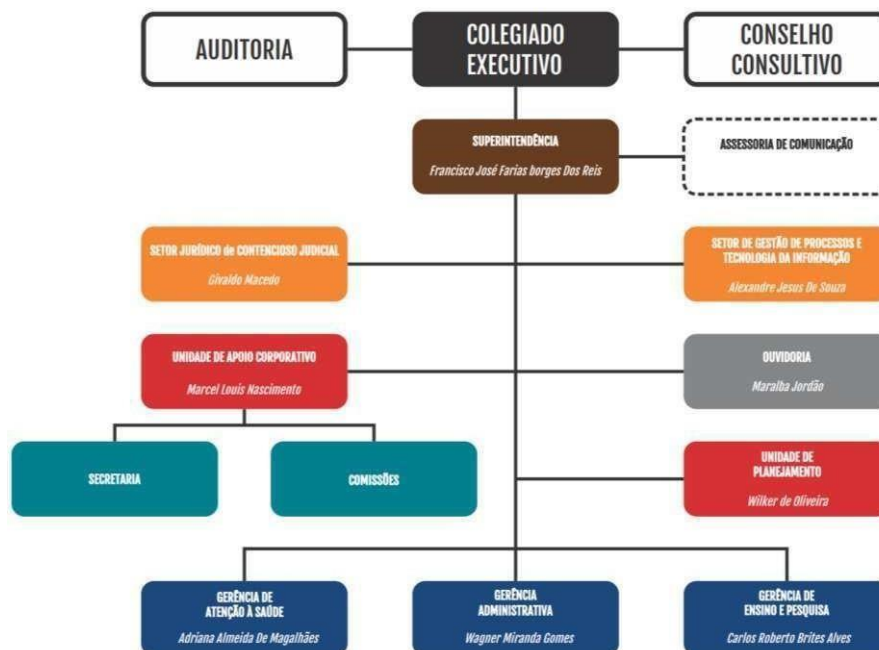 AUDITORIA
COLEGIADO
EXECUTIVO
CONSELHO
CONSULTIVO
SUPERINTENDÊNCIA
Francisco José Farias borges Dos Reis
ASSESSORIA DE COMUNICAÇÃO
SETOR JURÍDICO de CONTENCIOSO JUDICIAL
Givaldo Macedo
SETOR DE GESTÃO DE PROCESSOS E
TECNOLOGIA DA INFORMAÇÃO
Alexandre Jesus De Souza
UNIDADE DE APOIO CORPORATIVO
Marcel Louis Nascimento
OUVIDORIA
Maralba Jordão
SECRETARIA
COMISSÕES
UNIDADE DE
PLANEJAMENTO
Wilker de Oliveira
GERÊNCIA DE
ATENÇÃO À SAÚDE
Adriana Almeida De Magalhães
GERÊNCIA
ADMINISTRATIVA
Wagner Miranda Gomes
GERÊNCIA DE
ENSINO E PESQUISA
Carlos Roberto Brites Alves